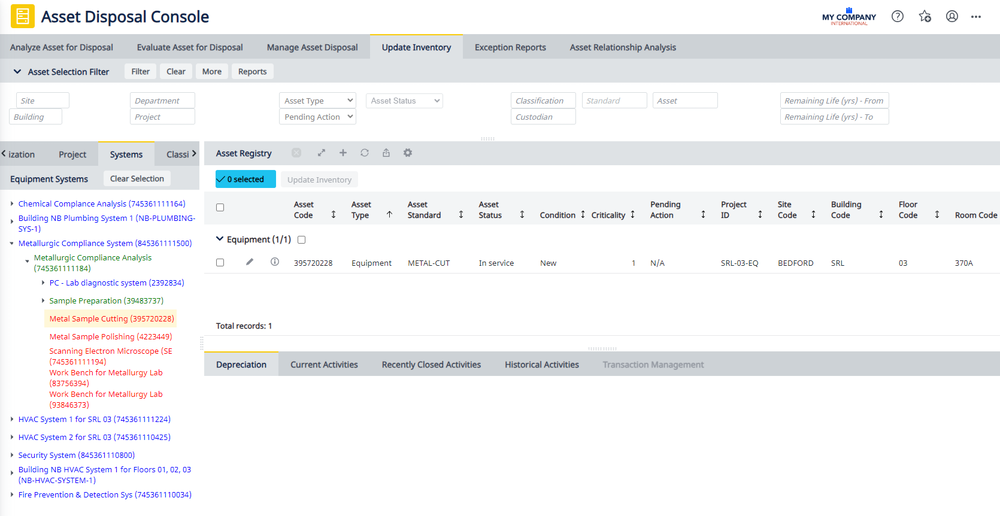 Asset Disposal Console
MY COMPANY
INTERNATIONAL
Analyze Asset for Disposal
Evaluate Asset for Disposal
Manage Asset Disposal
Update Inventory
Exception Reports
Asset Relationship Analysis
Asset Selection Filter
Filter
Clear
More
Reports
Site
Department
Asset Type
Asset Status
Classification
Standard
Asset
Remaining Life (yrs) - From
Building
Project
Pending Action
Custodian
Remaining Life (yrs) - To
ization
Project
Systems
Classi
Equipment Systems
Clear Selection
Chemical Complance Analysis (745361111164)
Building NB Plumbing System 1 (NB-PLUMBING-
SYS-1)
Metallurgic Compliance System (845361111500)
Metallurgic Compliance Analysis
(745361111184)
PC - Lab diagnostic system (2392834)
Sample Preparation (39483737)
Metal Sample Cutting (395720228)
Metal Sample Polishing (4223449)
Scanning Electron Microscope (SE
(745361111194)
Work Bench for Metallurgy Lab
(83756394)
Work Bench for Metallurgy Lab
(93846373)
HVAC System 1 for SRL 03 (745361111224)
HVAC System 2 for SRL 03 (745361110425)
Security System (845361110800)
Building NB HVAC System 1 for Floors 01, 02, 03
(NB-HVAC-SYSTEM-1)
Fire Prevention & Detection Sys (745361110034)
Asset Registry
0 selected
Update Inventory
Asset
Code
Asset
Type
Asset
Standard
Asset
Status
Condition
Criticality
Pending
Action
Project
ID
Site
Code
Building
Code
Floor
Code
Room Code
Equipment (1/1)
395720228
Equipment
METAL-CUT
In service
New
1
N/A
SRL-03-EQ
BEDFORD
SRL
03
370A
Total records: 1
Depreciation
Current Activities
Recently Closed Activities
Historical Activities
Transaction Management